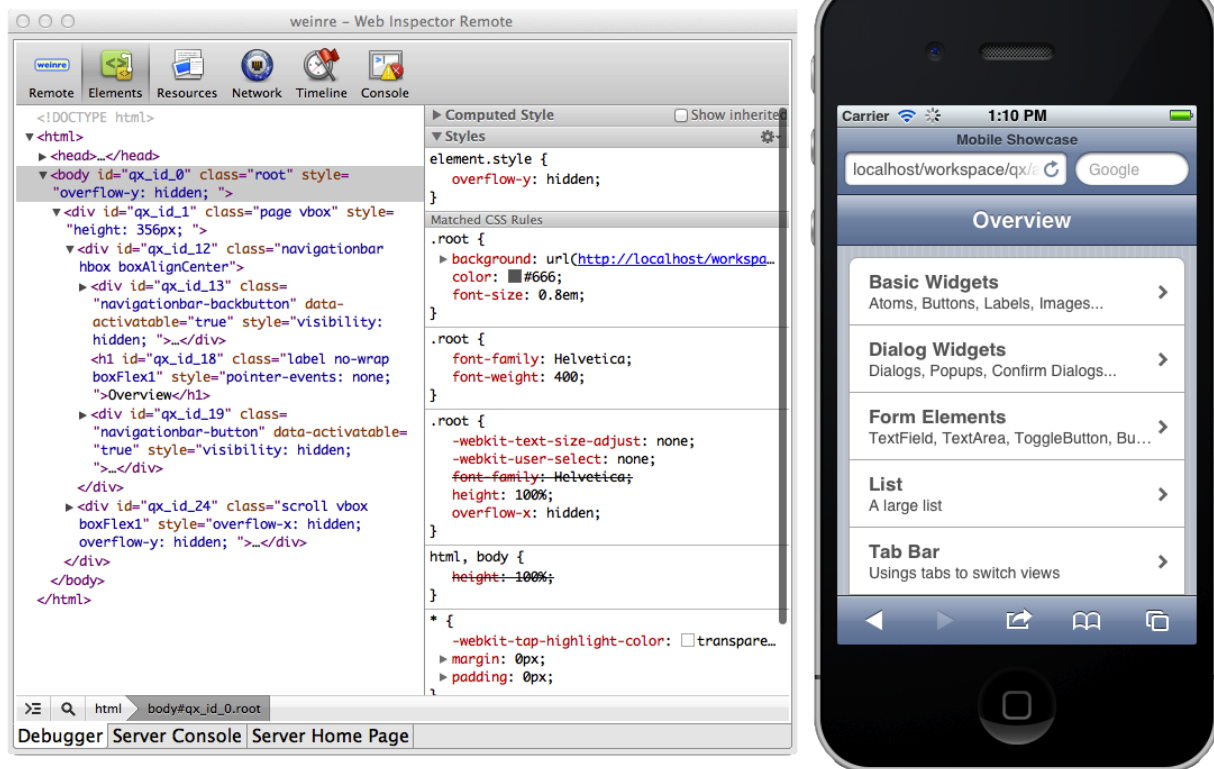 weinre – Web Inspector Remote
weinre
Remote Elements Resources Network Timeline Console
<!DOCTYPE html>
▼<html>
▶<head>…</head>
▼<body id="qx_id_0" class="root" style=
"overflow-y: hidden; ">
▼<div id="qx_id_1" class="page vbox" style=
"height: 356px; ">
▼<div id="qx_id_12" class="navigationbar
hbox boxAlignCenter">
▶<div id="qx_id_13" class=
"navigationbar-backbutton" data-
activatable="true" style="visibility:
hidden; ">…</div>
<h1 id="qx_id_18" class="label no-wrap
boxFlex1" style="pointer-events: none;
">Overview</h1>
▶<div id="qx_id_19" class=
"navigationbar-button" data-activatable=
"true" style="visibility: hidden;
">…</div>
</div>
▶<div id="qx_id_24" class="scroll vbox
boxFlex1" style="overflow-x: hidden;
overflow-y: hidden; ">…</div>
</div>
</body>
</html>
▶ Computed Style Show inherited
▼ Styles
element.style {
overflow-y: hidden;
}
Matched CSS Rules
.root {
▶ background: url(http://localhost/workspa…
color: #666;
font-size: 0.8em;
}
.root {
font-family: Helvetica;
font-weight: 400;
}
.root {
-webkit-text-size-adjust: none;
-webkit-user-select: none;
font-family: Helvetica;
height: 100%;
overflow-x: hidden;
}
html, body {
height: 100%;
}
* {
-webkit-tap-highlight-color: transpare…
▶ margin: 0px;
▶ padding: 0px;
}
html body#qx_id_0.root
Debugger Server Console Server Home Page
Carrier 1:10 PM
Mobile Showcase
localhost/workspace/qx/a Google
Overview
Basic Widgets
Atoms, Buttons, Labels, Images...
Dialog Widgets
Dialogs, Popups, Confirm Dialogs...
Form Elements
TextField, TextArea, ToggleButton, Bu…
List
A large list
Tab Bar
Usings tabs to switch views